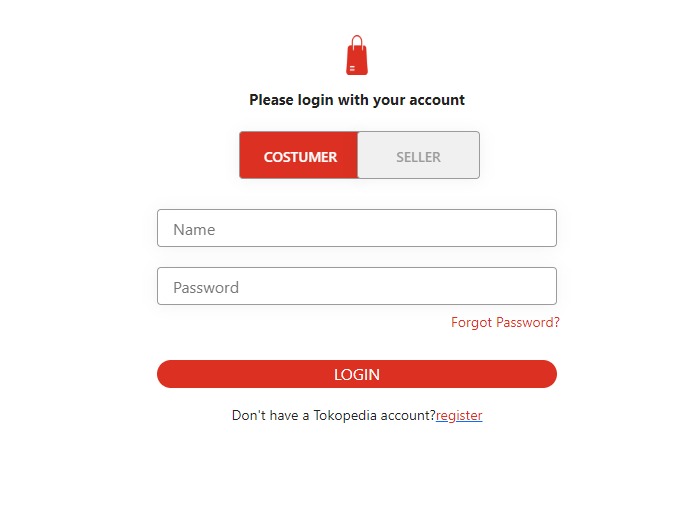 Please login with your account
COSTUMER SELLER
Name
Password
Forgot Password?
LOGIN
Don't have a Tokopedia account?register